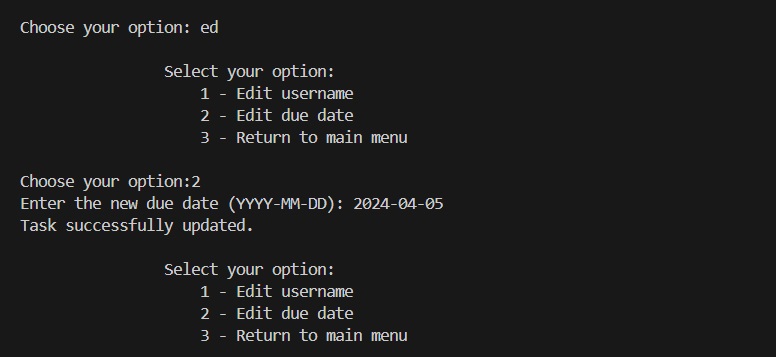 Choose your option: ed
Select your option:
1 - Edit username
2 - Edit due date
3 - Return to main menu
Choose your option:2
Enter the new due date (YYYY-MM-DD): 2024-04-05
Task successfully updated.
Select your option:
1 - Edit username
2 - Edit due date
3 - Return to main menu